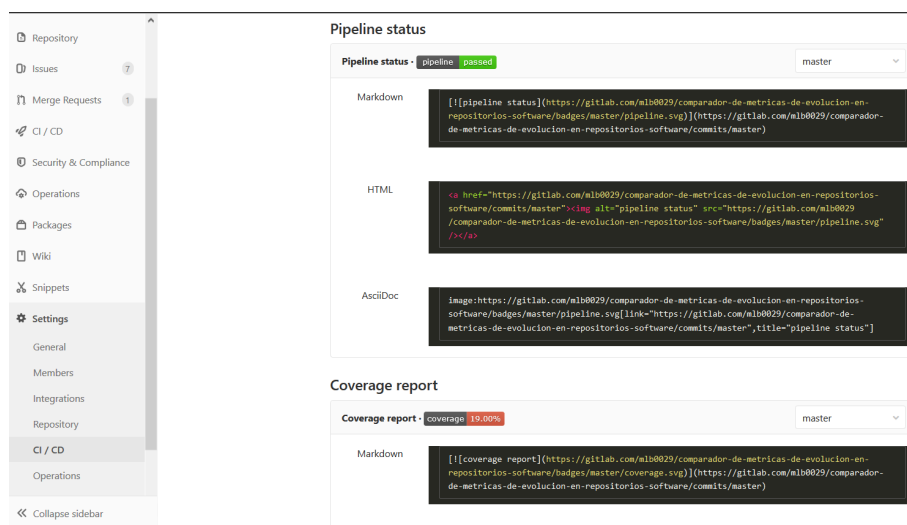 Repository
Issues 7
Merge Requests 1
CI / CD
Security & Compliance
Operations
Packages
Wiki
Snippets
Settings
General
Members
Integrations
Repository
CI / CD
Operations
Collapse sidebar
Pipeline status
Pipeline status · pipeline passed master
Markdown
[![pipeline status](https://gitlab.com/mlb0029/comparador-de-metricas-de-evolucion-en-
repositorios-software/badges/master/pipeline.svg)](https://gitlab.com/mlb0029/comparador-
de-metricas-de-evolucion-en-repositorios-software/commits/master)
HTML
<a href="https://gitlab.com/mlb0029/comparador-de-metricas-de-evolucion-en-repositorios-
software/commits/master"><img alt="pipeline status" src="https://gitlab.com/mlb0029
/comparador-de-metricas-de-evolucion-en-repositorios-software/badges/master/pipeline.svg"
/></a>
AsciiDoc
image:https://gitlab.com/mlb0029/comparador-de-metricas-de-evolucion-en-repositorios-
software/badges/master/pipeline.svg[link="https://gitlab.com/mlb0029/comparador-de-
metricas-de-evolucion-en-repositorios-software/commits/master",title="pipeline status"]
Coverage report
Coverage report · coverage 19.00% master
Markdown
[![coverage report](https://gitlab.com/mlb0029/comparador-de-metricas-de-evolucion-en-
repositorios-software/badges/master/coverage.svg)](https://gitlab.com/mlb0029/comparador-
de-metricas-de-evolucion-en-repositorios-software/commits/master)